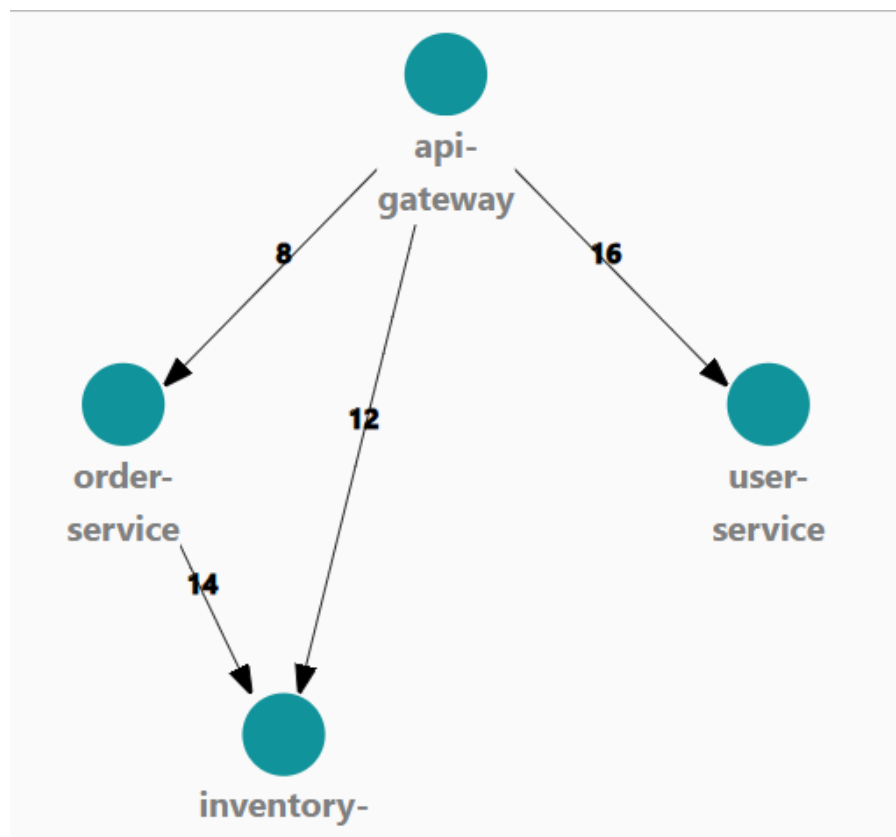 api-
gateway
8
16
12
order-
service
user-
service
14
inventory-